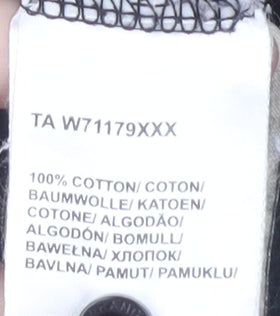 TA W71179XXX
100% COTTON/ COTON/
BAUMWOLLE/ KATOEN/
COTONE/ ALGODÃO/
ALGODÓN/ BOMULL/
BAWEŁNA/ ХЛОПОК/
BAVLNA/ PAMUT/ PAMUKLU/